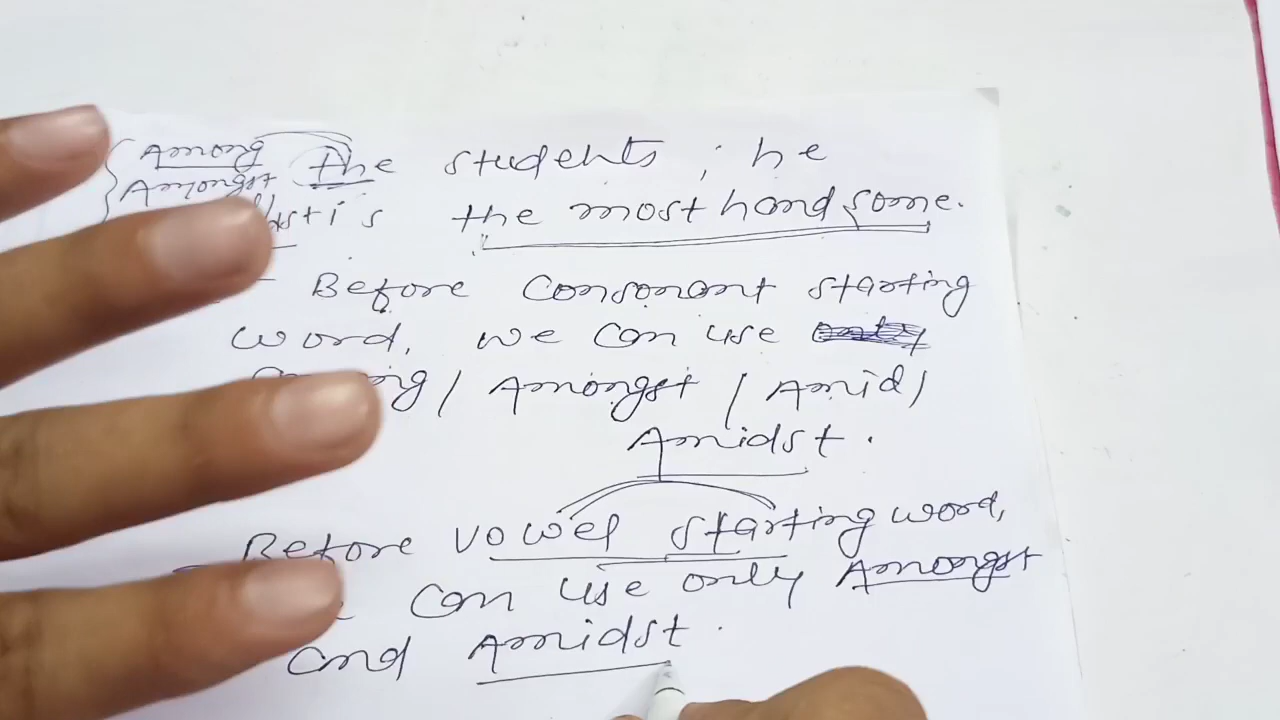 Among the students ; he
Amongst
is the most handsome.
Before consonant starting
word, we can use
Amongst / Amid /
Amidst .
Before vowel starting word,
can use only Amongst
and Amidst .